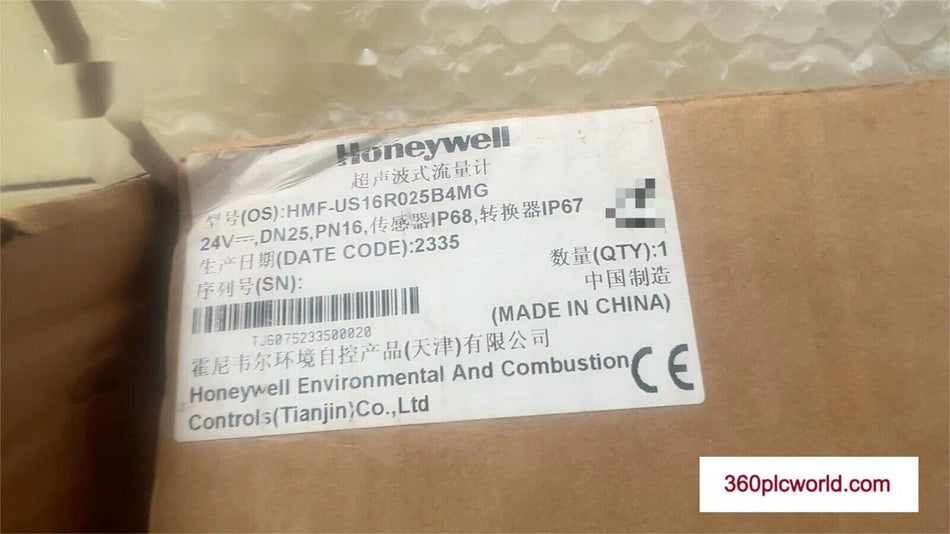 Honeywell
超声波式流量计
型号(OS):HMF-US16R025B4MG
24V⎓,DN25,PN16,传感器IP68,转换器IP67
生产日期(DATE CODE):2335
数量(QTY):1
序列号(SN):
中国制造
(MADE IN CHINA)
TJ6075233500020
霍尼韦尔环境自控产品(天津)有限公司
Honeywell Environmental And Combustion
Controls(Tianjin)Co.,Ltd
CE
360plcworld.com